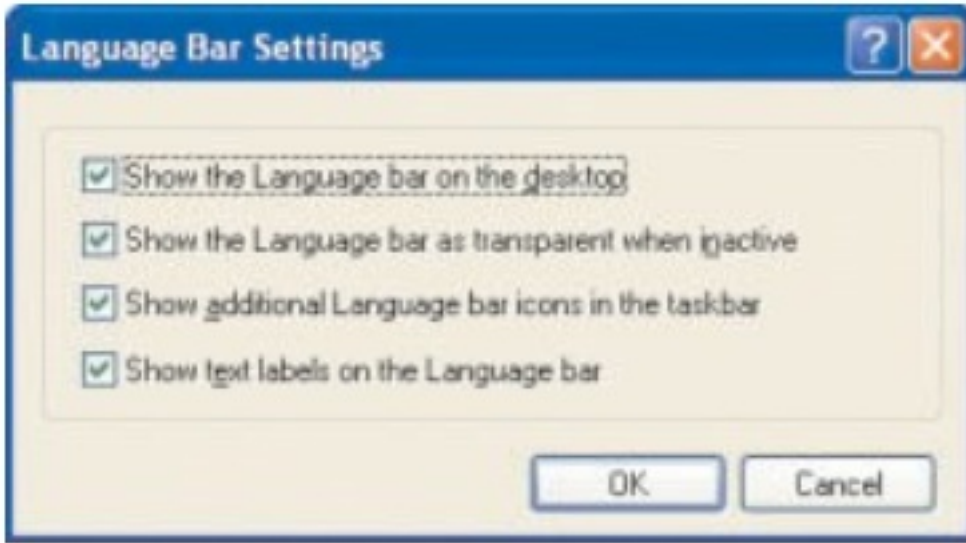 Language Bar Settings
Show the Language bar on the desktop
Show the Language bar as transparent when inactive
Show additional Language bar icons in the taskbar
Show text labels on the Language bar
OK Cancel